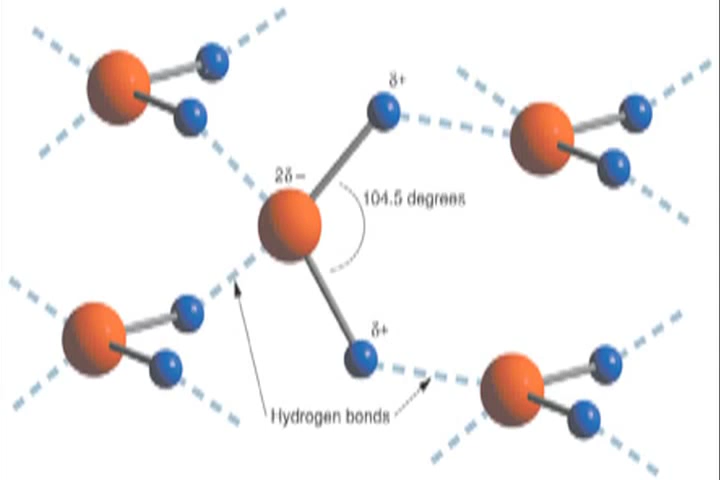 δ+
2δ–
104.5 degrees
δ+
Hydrogen bonds